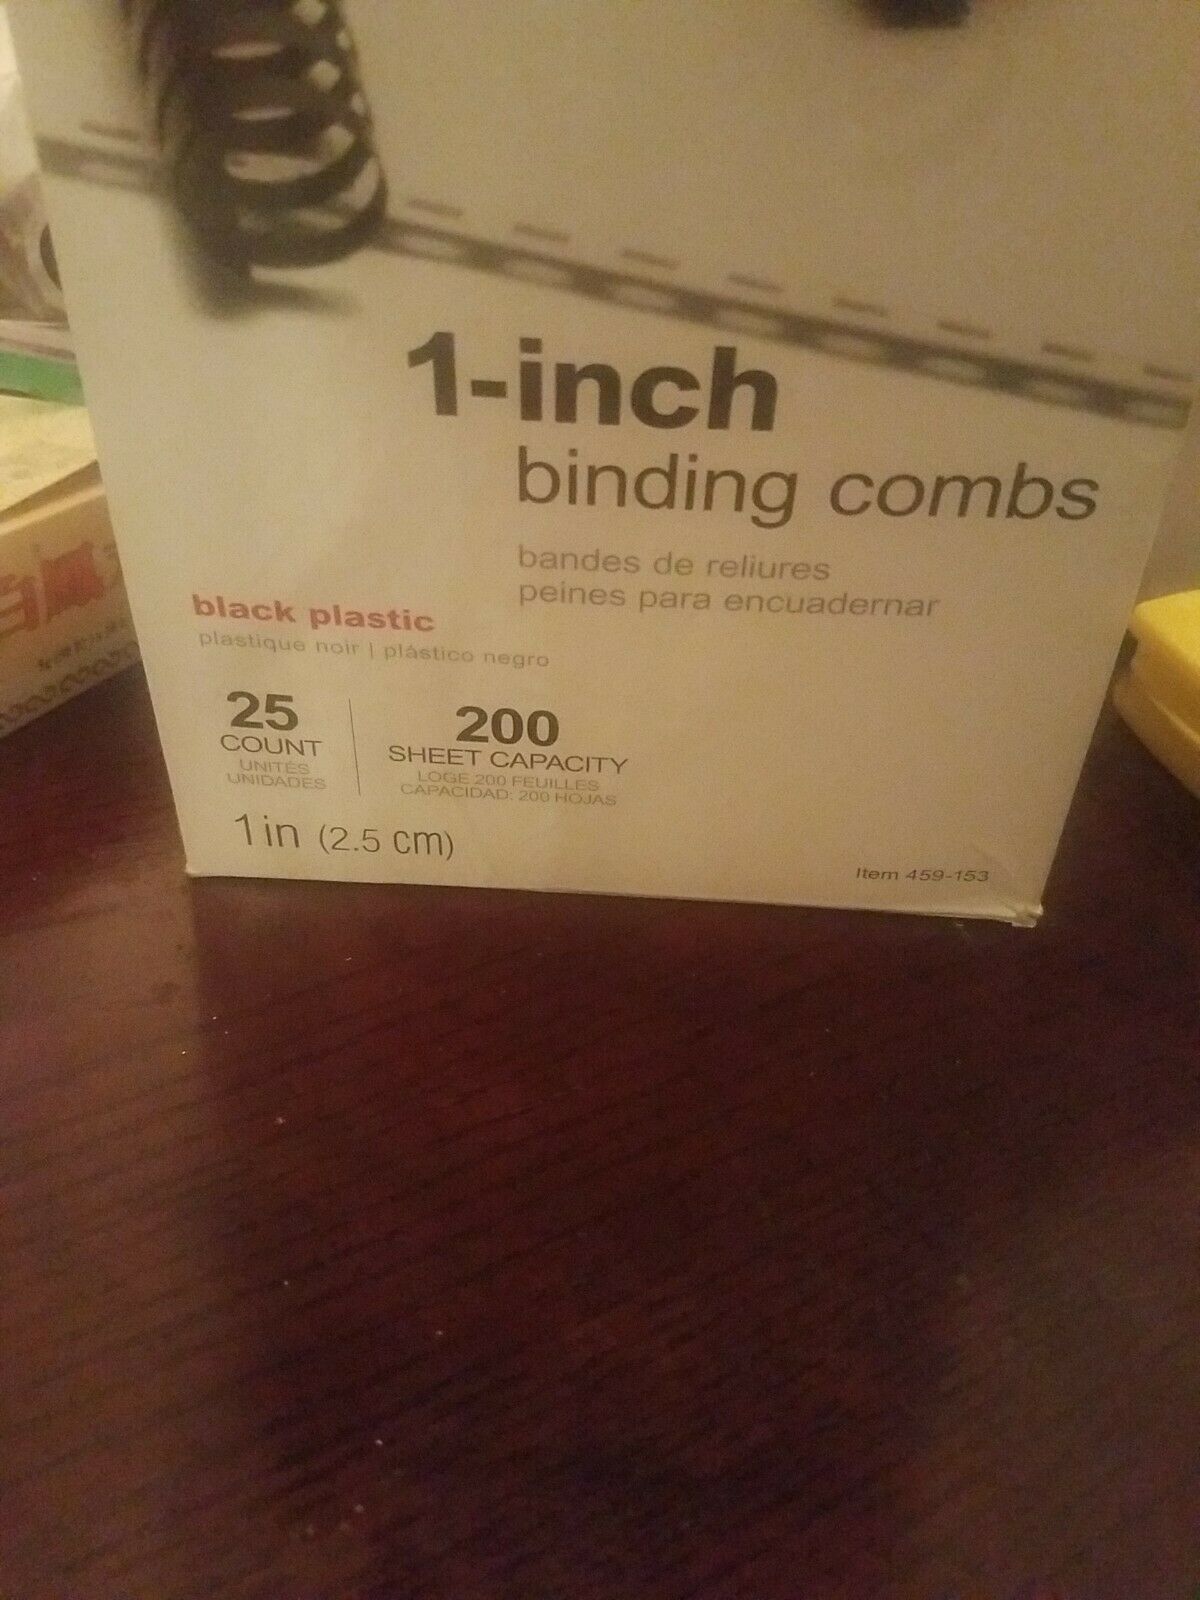 1-inch
binding combs
bandes de reliures
peines para encuadernar
black plastic
plastique noir | plástico negro
25
COUNT
UNITÉS
UNIDADES
200
SHEET CAPACITY
LOGE 200 FEUILLES
CAPACIDAD: 200 HOJAS
1 in (2.5 cm)
Item 459-153